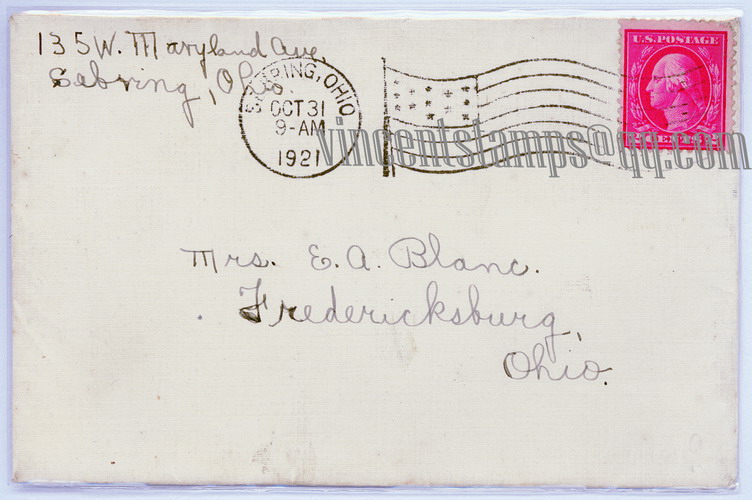 135 W. Maryland Ave.
Sebring, Ohio.
SEBRING, OHIO.
OCT 31
9-AM
1921
U.S. POSTAGE
vincentstamps@qq.com
Mrs. E. A. Blanc.
Fredericksburg,
Ohio.